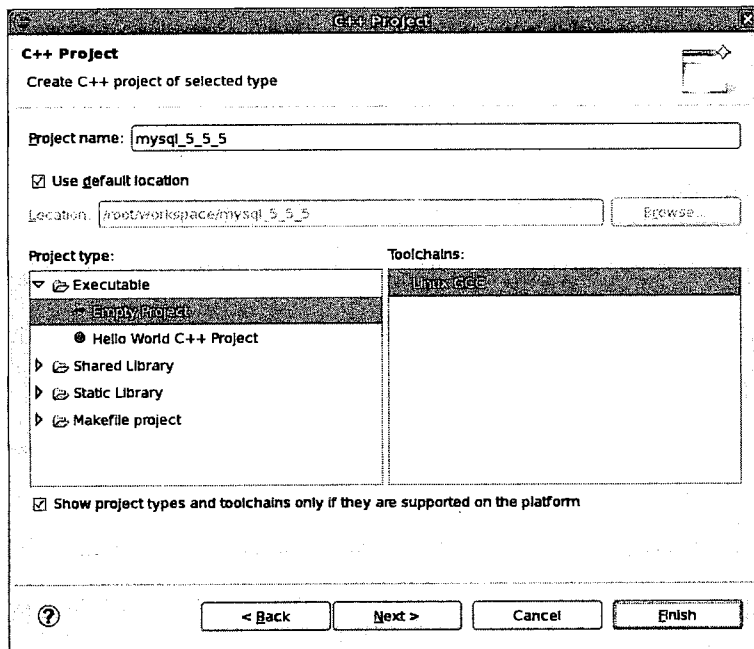 C++ Project
C++ Project
Create C++ project of selected type
Project name: mysql_5_5_5
Use default location
Location: /root/workspace/mysql_5_5_5 Browse...
Project type:
Toolchains:
Executable
Linux GCC
Empty Project
Hello World C++ Project
Shared Library
Static Library
Makefile project
Show project types and toolchains only if they are supported on the platform
? < Back Next > Cancel Finish